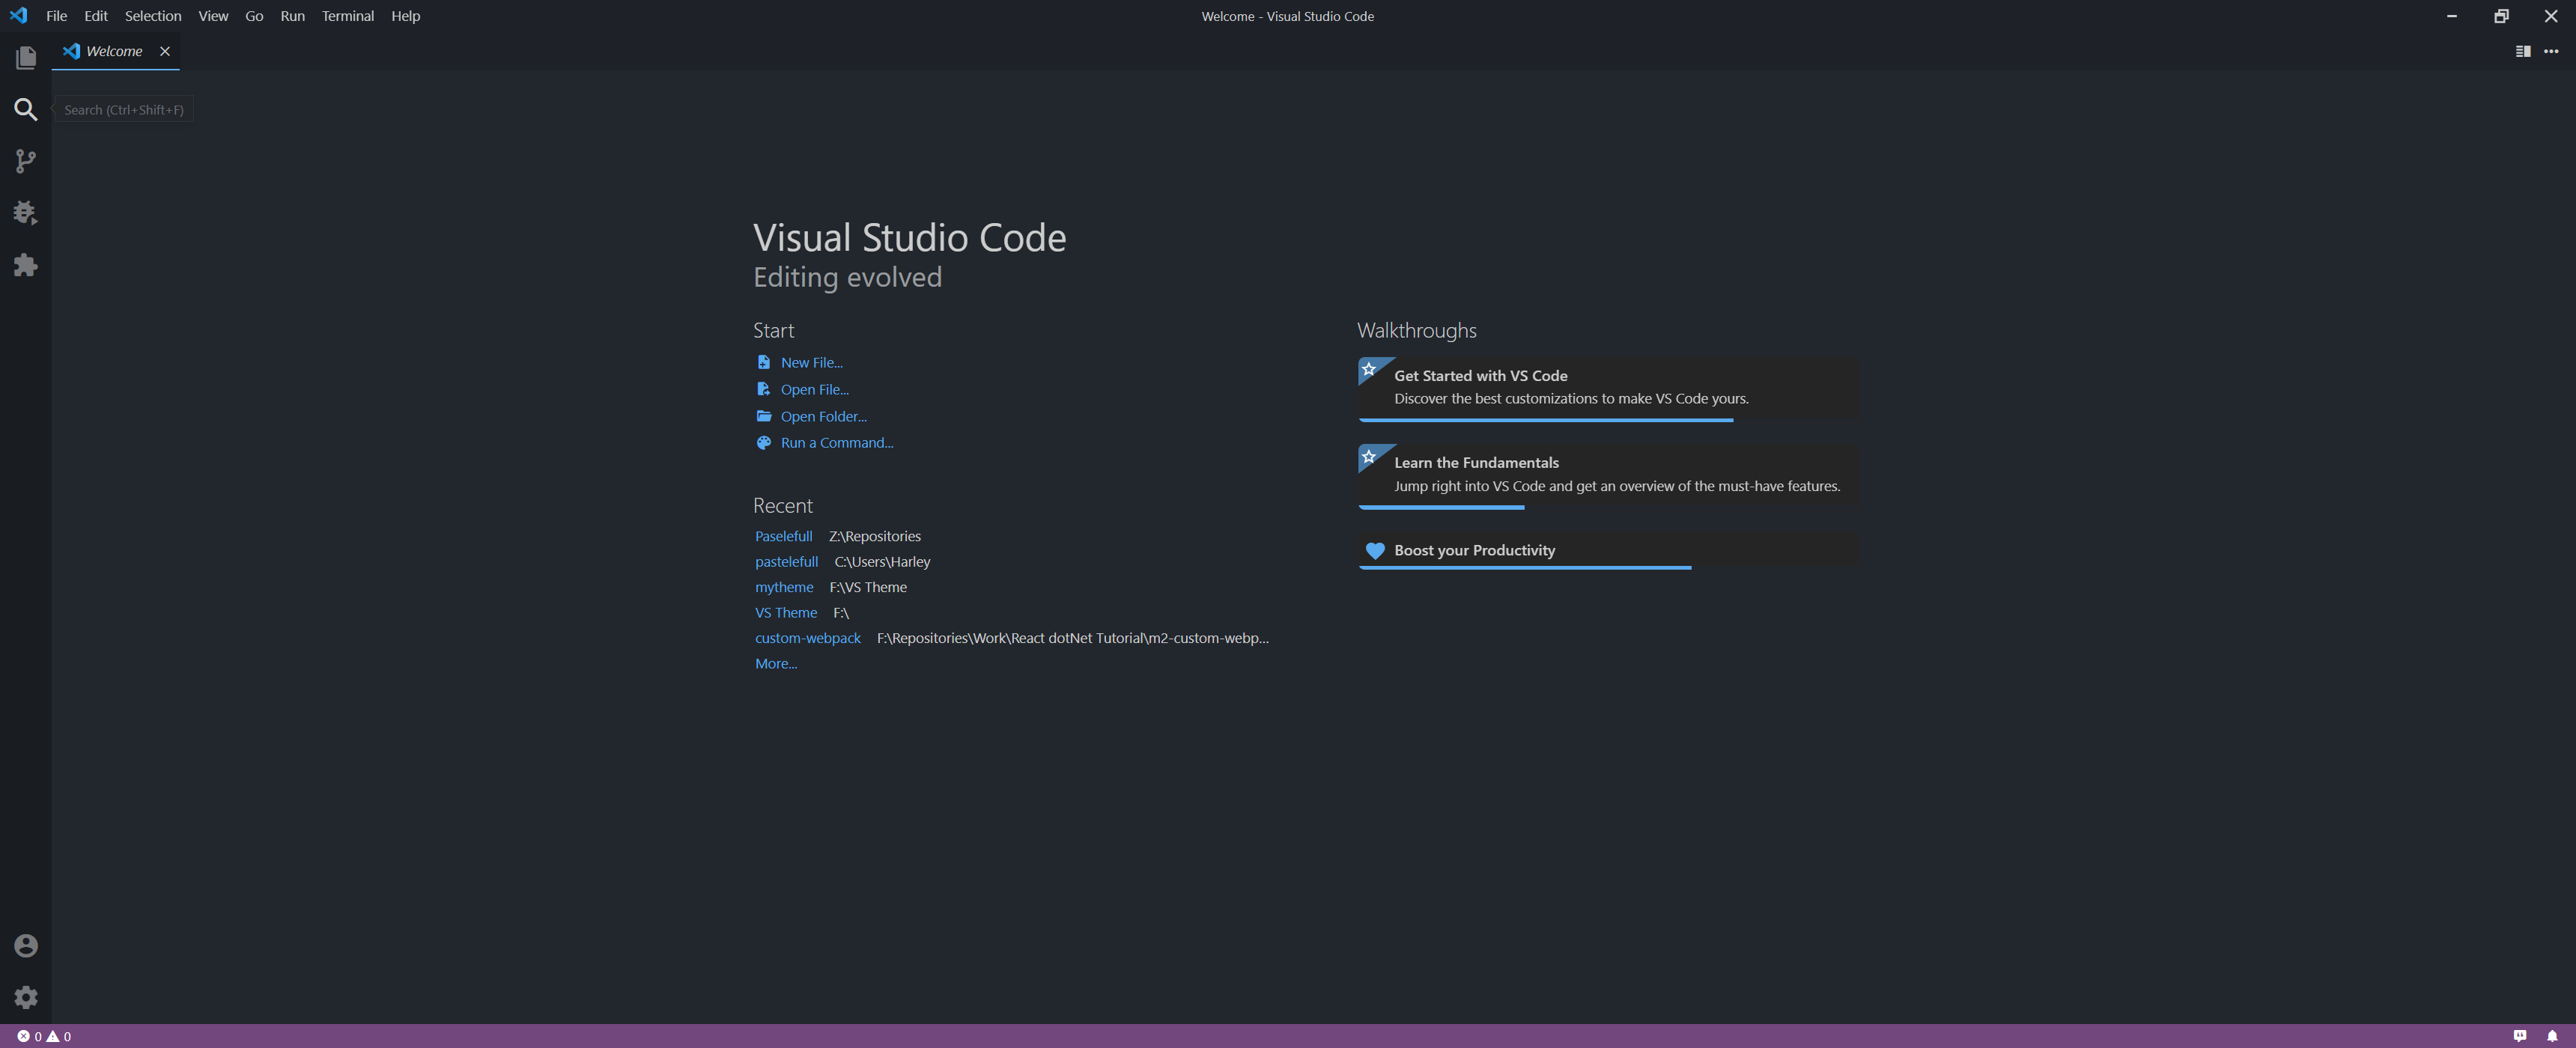 File Edit Selection View Go Run Terminal Help
Welcome - Visual Studio Code
Welcome
Search (Ctrl+Shift+F)
Visual Studio Code
Editing evolved
Start
New File...
Open File...
Open Folder...
Run a Command...
Recent
Paselefull Z:\Repositories
pastelefull C:\Users\Harley
mytheme F:\VS Theme
VS Theme F:\
custom-webpack F:\Repositories\Work\React dotNet Tutorial\m2-custom-webp...
More...
Walkthroughs
Get Started with VS Code
Discover the best customizations to make VS Code yours.
Learn the Fundamentals
Jump right into VS Code and get an overview of the must-have features.
Boost your Productivity
0 0